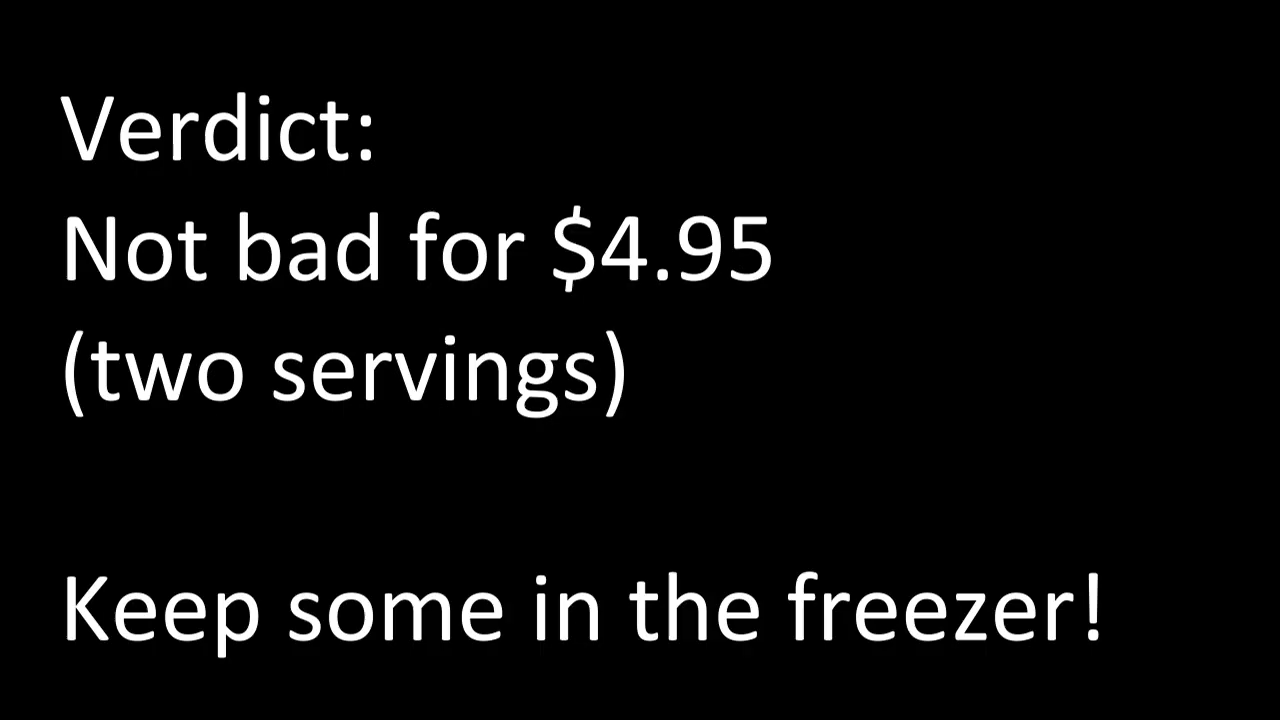 Verdict:
Not bad for $4.95
(two servings)
Keep some in the freezer!